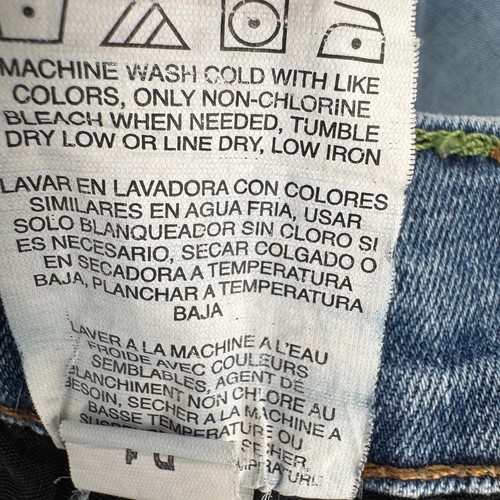 MACHINE WASH COLD WITH LIKE
COLORS, ONLY NON-CHLORINE
BLEACH WHEN NEEDED, TUMBLE
DRY LOW OR LINE DRY, LOW IRON
LAVAR EN LAVADORA CON COLORES
SIMILARES EN AGUA FRIA, USAR
SOLO BLANQUEADOR SIN CLORO SI
ES NECESARIO, SECAR COLGADO O
EN SECADORA A TEMPERATURA
BAJA, PLANCHAR A TEMPERATURA
BAJA
LAVER A LA MACHINE A L'EAU
FROIDE AVEC COULEURS
SEMBLABLES, AGENT DE
BLANCHIMENT NON CHLORE AU
BESOIN, SECHER A LA MACHINE A
BASSE TEMPERATURE OU